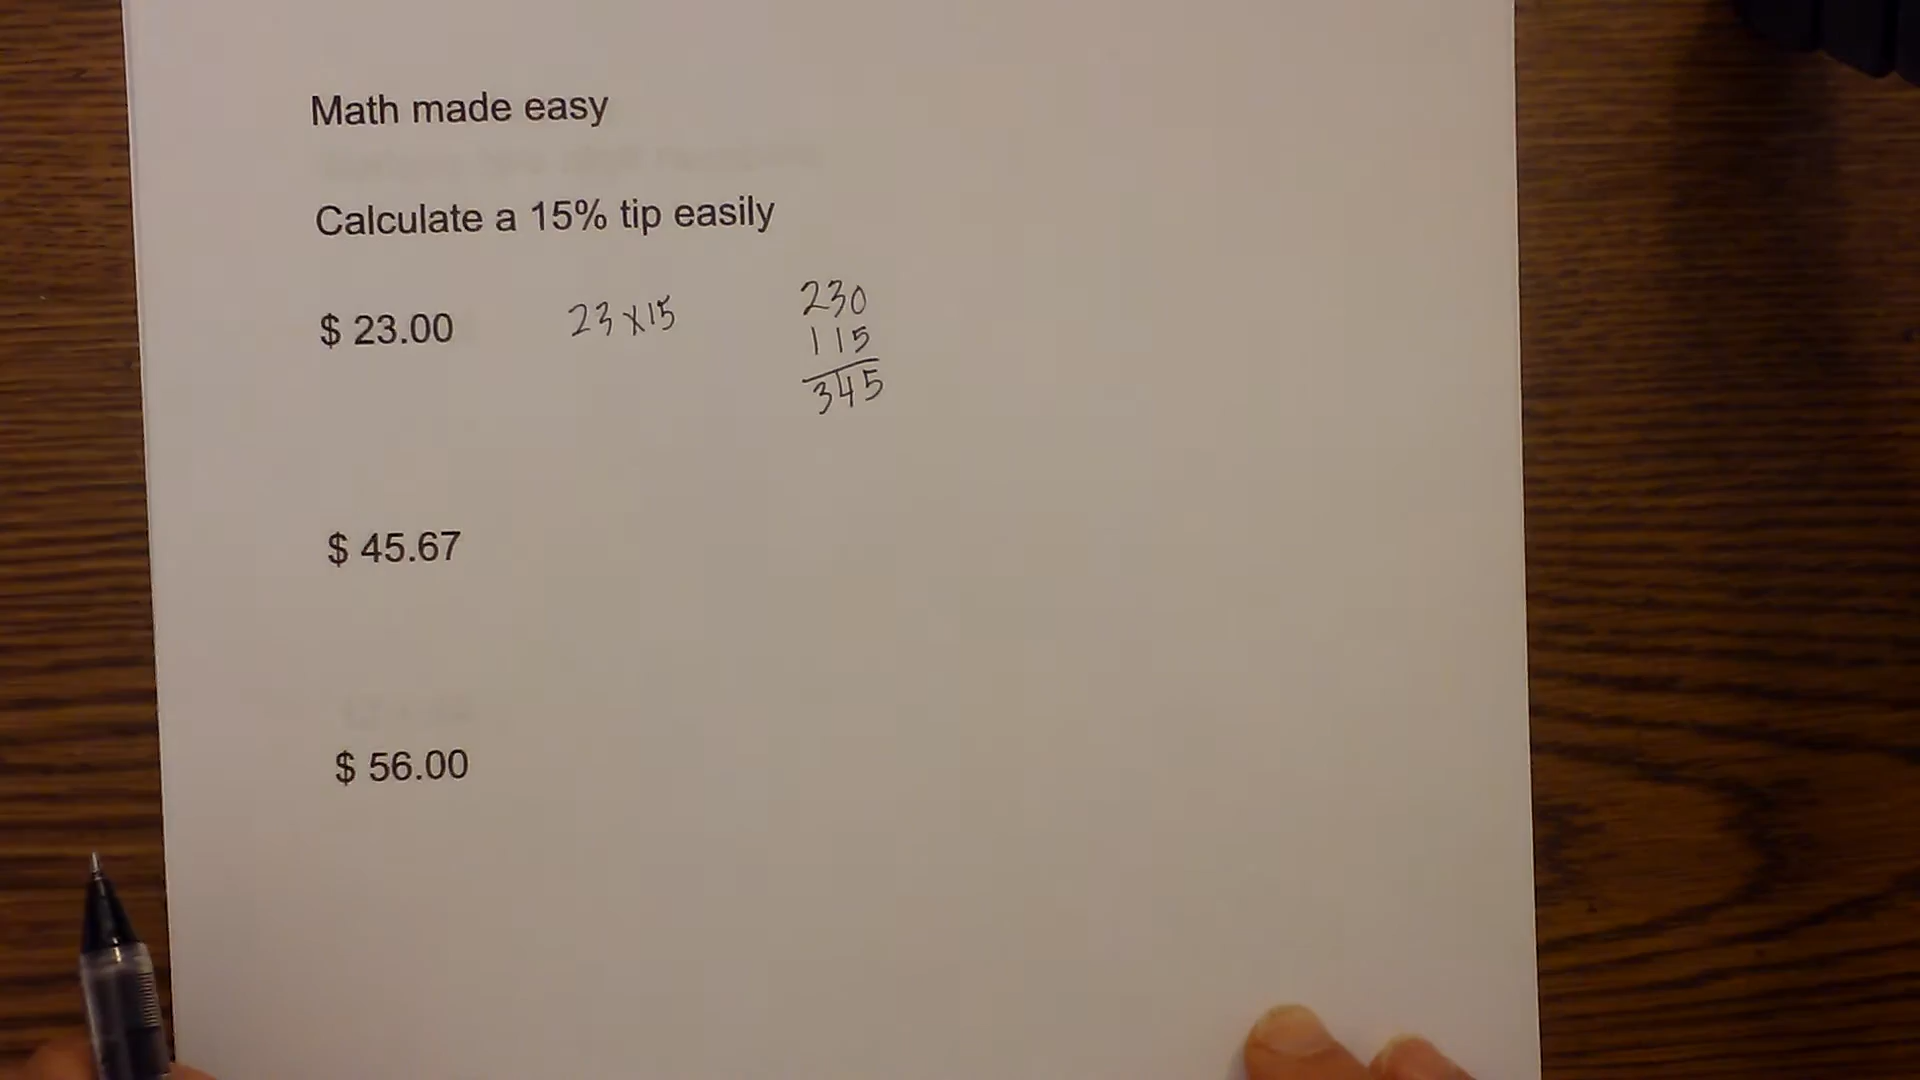 Math made easy
Calculate a 15% tip easily
$ 23.00 23 x 15 230
115
345
$ 45.67
$ 56.00